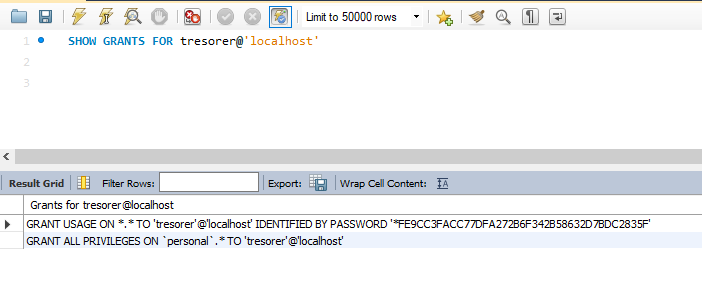 Limit to 50000 rows
1 SHOW GRANTS FOR tresorer@'localhost'
2
3
Result Grid Filter Rows: Export: Wrap Cell Content:
Grants for tresorer@localhost
GRANT USAGE ON *.* TO 'tresorer'@'localhost' IDENTIFIED BY PASSWORD '*FE9CC3FACC77DFA272B6F342B58632D7BDC2835F'
GRANT ALL PRIVILEGES ON `personal`.* TO 'tresorer'@'localhost'